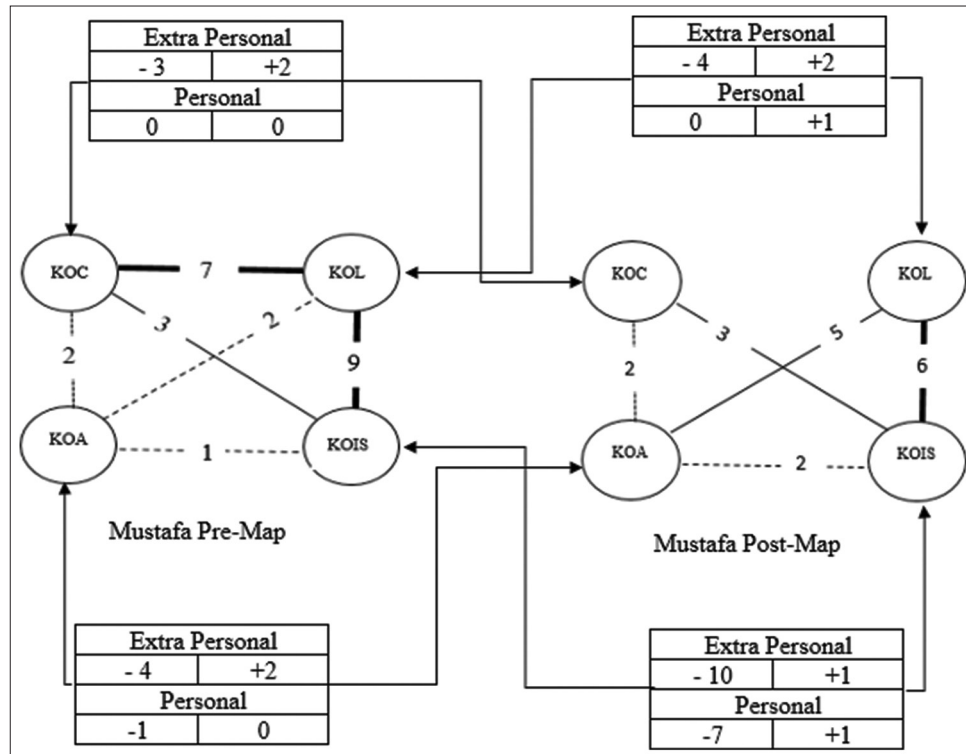 Extra Personal
- 3 +2
Personal
0 0
Extra Personal
- 4 +2
Personal
0 +1
KOC 7 KOL
2 3 2 9
KOA 1 KOIS
Mustafa Pre-Map
KOC KOL
2 3 5 6
KOA 2 KOIS
Mustafa Post-Map
Extra Personal
- 4 +2
Personal
-1 0
Extra Personal
- 10 +1
Personal
-7 +1